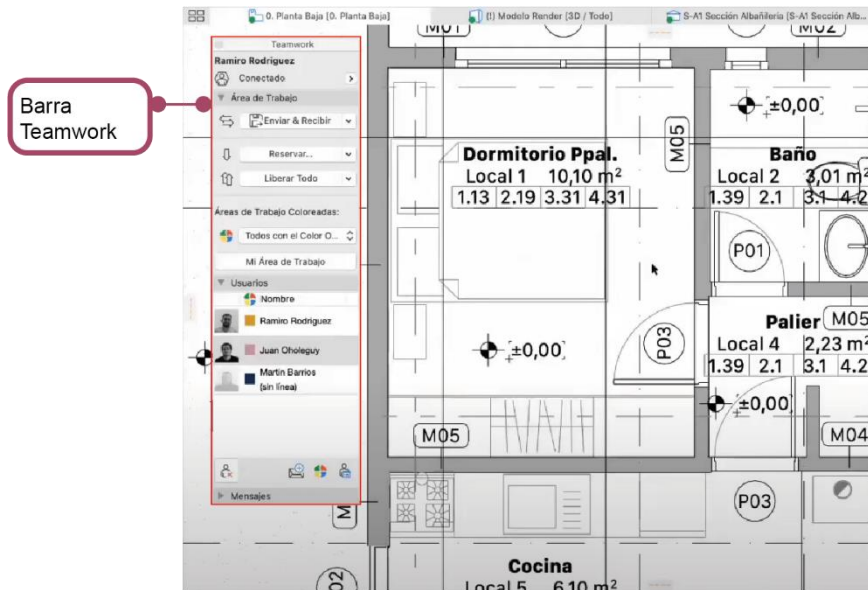 0. Planta Baja [0. Planta Baja]
(!) Modelo Render [3D / Todo]
S-A1 Sección Albañilería [S-A1 Sección Alb...
Barra
Teamwork
Teamwork
Ramiro Rodriguez
Conectado
Área de Trabajo
Enviar & Recibir
Reservar...
Liberar Todo
Áreas de Trabajo Coloreadas:
Todos con el Color O...
Mi Área de Trabajo
Usuarios
Nombre
Ramiro Rodriguez
Juan Oholeguy
Martín Barrios
(sin línea)
Mensajes
M01
M02
M05
±0,00
Dormitorio Ppal.
Local 1 10,10 m²
1.13 2.19 3.31 4.31
Baño
Local 2 3,01 m²
1.39 2.1 3.1 4.2
P01
±0,00
P03
Palier
M05
Local 4 2,23 m²
1.39 2.1 3.1 4.2
±0,00
M05
M04
P03
Cocina
Local 5 6,10 m²
02